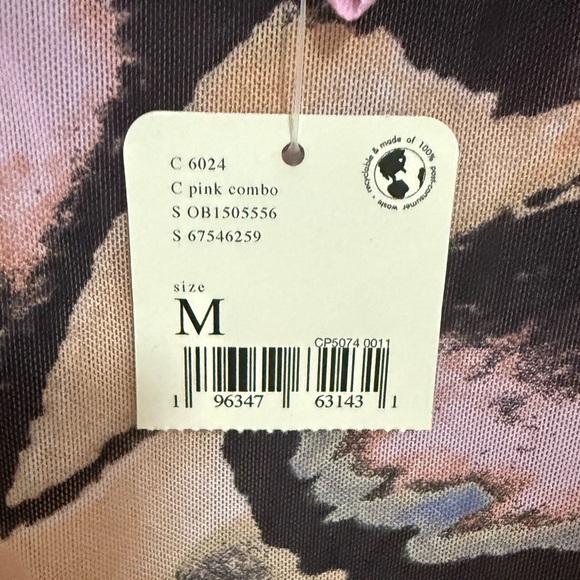 C 6024
C pink combo
S OB1505556
S 67546259
recyclable & made of 100% post-consumer waste •
size
M
CP5074 0011
1 96347 63143 1